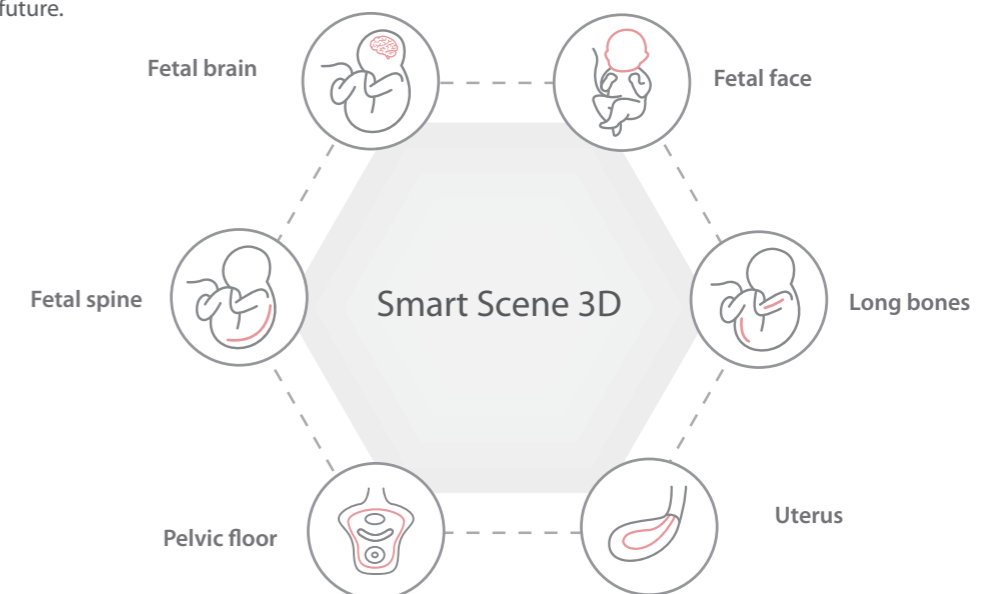 future.
Fetal brain
Fetal face
Fetal spine
Smart Scene 3D
Long bones
Pelvic floor
Uterus